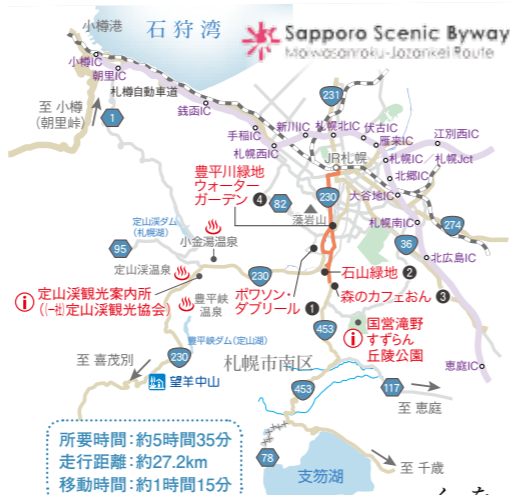 小樽港
石狩湾
Sapporo Scenic Byway
Moiwasanroku-Jozankei Route
小樽IC
朝里IC
札樽自動車道
銭函IC
至 小樽
(朝里峠)
1
手稲IC
新川IC
札幌北IC
伏古IC
雁来IC
江別西IC
231
札幌西IC
JR札幌
札幌IC/札幌Jct
北郷IC
大谷地IC
豊平川緑地
ウォーター
ガーデン
4
82
230
藻岩山
札幌南IC
274
36
北広島IC
定山渓ダム
(札幌湖)
95
小金湯温泉
定山渓温泉
230
石山緑地
2
定山渓観光案内所
((一社)定山渓観光協会)
豊平峡
温泉
ポワソン・
ダブリール
1
森のカフェおん
3
453
国営滝野
すずらん
丘陵公園
豊平峡ダム(定山湖)
至 喜茂別
230
札幌市南区
恵庭IC
望羊中山
453
117
至 恵庭
所要時間:約5時間35分
走行距離:約27.2km
移動時間:約1時間15分
78
支笏湖
至 千歳